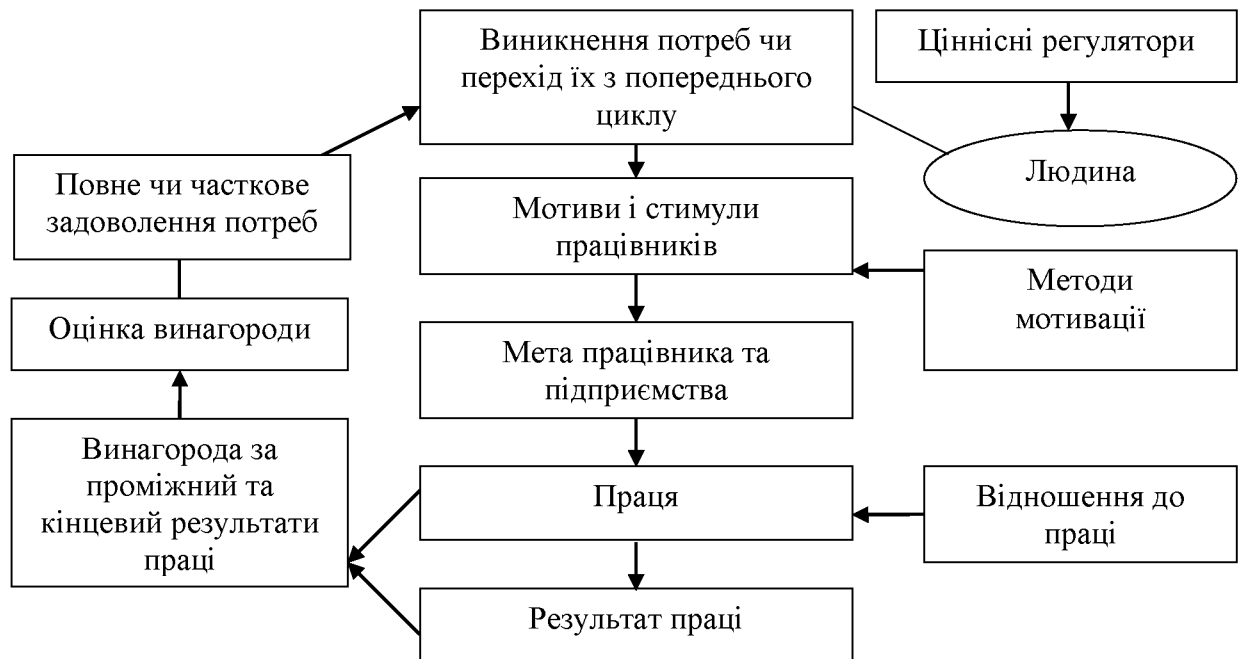 Виникнення потреб чи
перехід їх з попереднього
циклу
Ціннісні регулятори
Людина
Повне чи часткове
задоволення потреб
Мотиви і стимули
працівників
Методи
мотивації
Оцінка винагороди
Мета працівника та
підприємства
Винагорода за
проміжний та
кінцевий результати
праці
Праця
Відношення до
праці
Результат праці